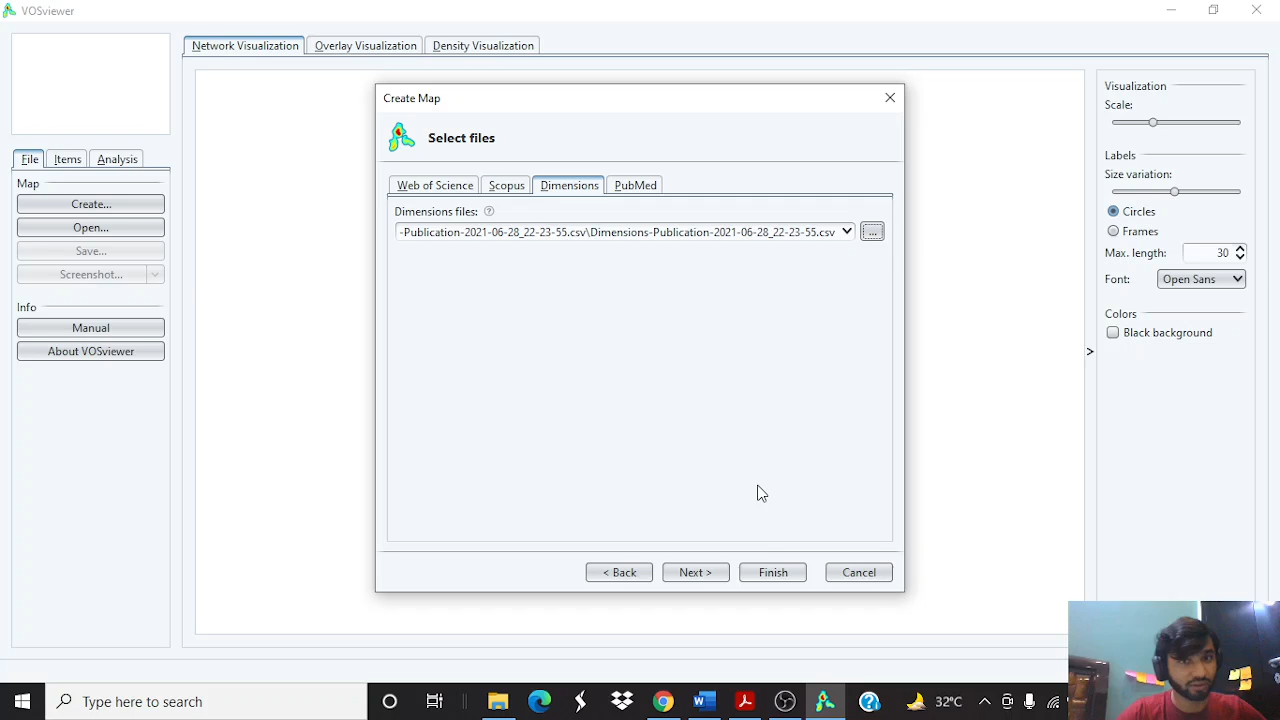 VOSviewer
Network Visualization
Overlay Visualization
Density Visualization
File
Items
Analysis
Map
Create...
Open...
Save...
Screenshot...
Info
Manual
About VOSviewer
Create Map
Select files
Web of Science
Scopus
Dimensions
PubMed
Dimensions files:
-Publication-2021-06-28_22-23-55.csv\Dimensions-Publication-2021-06-28_22-23-55.csv
...
< Back
Next >
Finish
Cancel
Visualization
Scale:
Labels
Size variation:
Circles
Frames
Max. length:
30
Font:
Open Sans
Colors
Black background
>
Type here to search
32°C